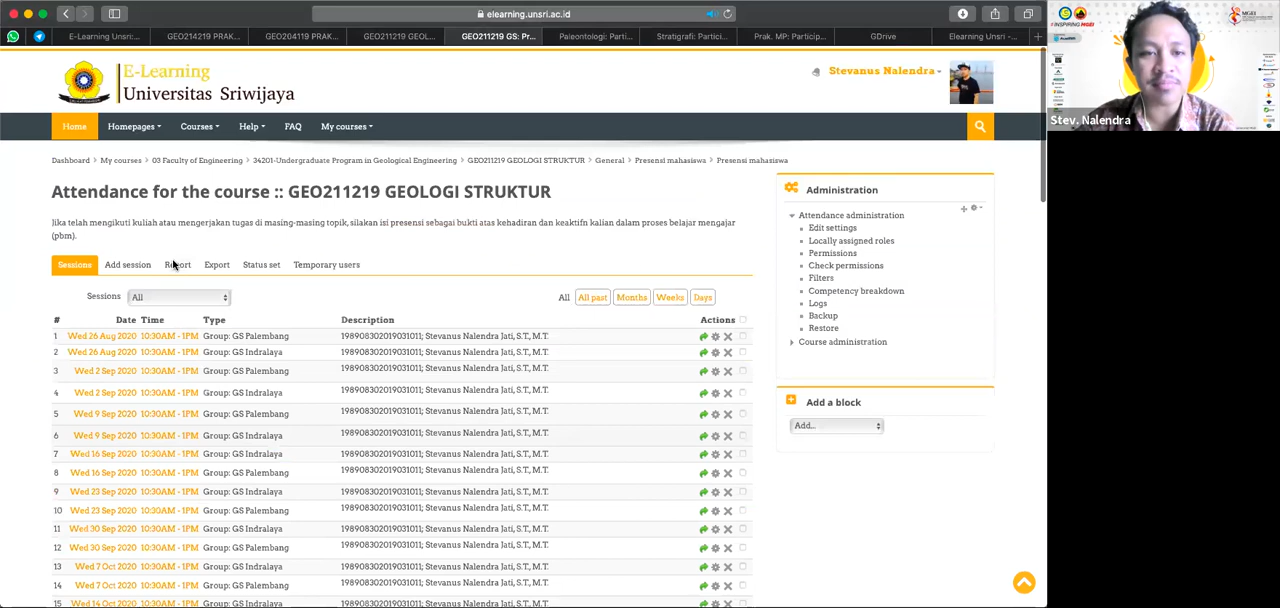 elearning.unsri.ac.id
E-Learning Unsri:... GEO214219 PRAK... GEO204119 PRAK... GEO211219 GEOL... GEO211219 GS: Pr... Paleontologi: Parti... Stratigrafi: Partici... Prak. MP: Particip... GDrive Elearning Unsri -...
E-Learning
Universitas Sriwijaya
Stevanus Nalendra
Home Homepages Courses Help FAQ My courses
Dashboard > My courses > 03 Faculty of Engineering > 34201-Undergraduate Program in Geological Engineering > GEO211219 GEOLOGI STRUKTUR > General > Presensi mahasiswa > Presensi mahasiswa
Attendance for the course :: GEO211219 GEOLOGI STRUKTUR
Jika telah mengikuti kuliah atau mengerjakan tugas di masing-masing topik, silakan isi presensi sebagai bukti atas kehadiran dan keaktifn kalian dalam proses belajar mengajar
(pbm).
Sessions Add session Report Export Status set Temporary users
Sessions All All All past Months Weeks Days
# Date Time Type Description Actions
1 Wed 26 Aug 2020 10:30AM - 1PM Group: GS Palembang 198908302019031011; Stevanus Nalendra Jati, S.T., M.T.
2 Wed 26 Aug 2020 10:30AM - 1PM Group: GS Indralaya 198908302019031011; Stevanus Nalendra Jati, S.T., M.T.
3 Wed 2 Sep 2020 10:30AM - 1PM Group: GS Palembang 198908302019031011; Stevanus Nalendra Jati, S.T., M.T.
4 Wed 2 Sep 2020 10:30AM - 1PM Group: GS Indralaya 198908302019031011; Stevanus Nalendra Jati, S.T., M.T.
5 Wed 9 Sep 2020 10:30AM - 1PM Group: GS Palembang 198908302019031011; Stevanus Nalendra Jati, S.T., M.T.
6 Wed 9 Sep 2020 10:30AM - 1PM Group: GS Indralaya 198908302019031011; Stevanus Nalendra Jati, S.T., M.T.
7 Wed 16 Sep 2020 10:30AM - 1PM Group: GS Indralaya 198908302019031011; Stevanus Nalendra Jati, S.T., M.T.
8 Wed 16 Sep 2020 10:30AM - 1PM Group: GS Palembang 198908302019031011; Stevanus Nalendra Jati, S.T., M.T.
9 Wed 23 Sep 2020 10:30AM - 1PM Group: GS Indralaya 198908302019031011; Stevanus Nalendra Jati, S.T., M.T.
10 Wed 23 Sep 2020 10:30AM - 1PM Group: GS Palembang 198908302019031011; Stevanus Nalendra Jati, S.T., M.T.
11 Wed 30 Sep 2020 10:30AM - 1PM Group: GS Indralaya 198908302019031011; Stevanus Nalendra Jati, S.T., M.T.
12 Wed 30 Sep 2020 10:30AM - 1PM Group: GS Palembang 198908302019031011; Stevanus Nalendra Jati, S.T., M.T.
13 Wed 7 Oct 2020 10:30AM - 1PM Group: GS Indralaya 198908302019031011; Stevanus Nalendra Jati, S.T., M.T.
14 Wed 7 Oct 2020 10:30AM - 1PM Group: GS Palembang 198908302019031011; Stevanus Nalendra Jati, S.T., M.T.
15 Wed 14 Oct 2020 10:30AM - 1PM Group: GS Indralaya 198908302019031011; Stevanus Nalendra Jati, S.T., M.T.
Administration
Attendance administration
Edit settings
Locally assigned roles
Permissions
Check permissions
Filters
Competency breakdown
Logs
Backup
Restore
Course administration
Add a block
Add...
E-INSPIRING MGEI
MGEI
Stev. Nalendra